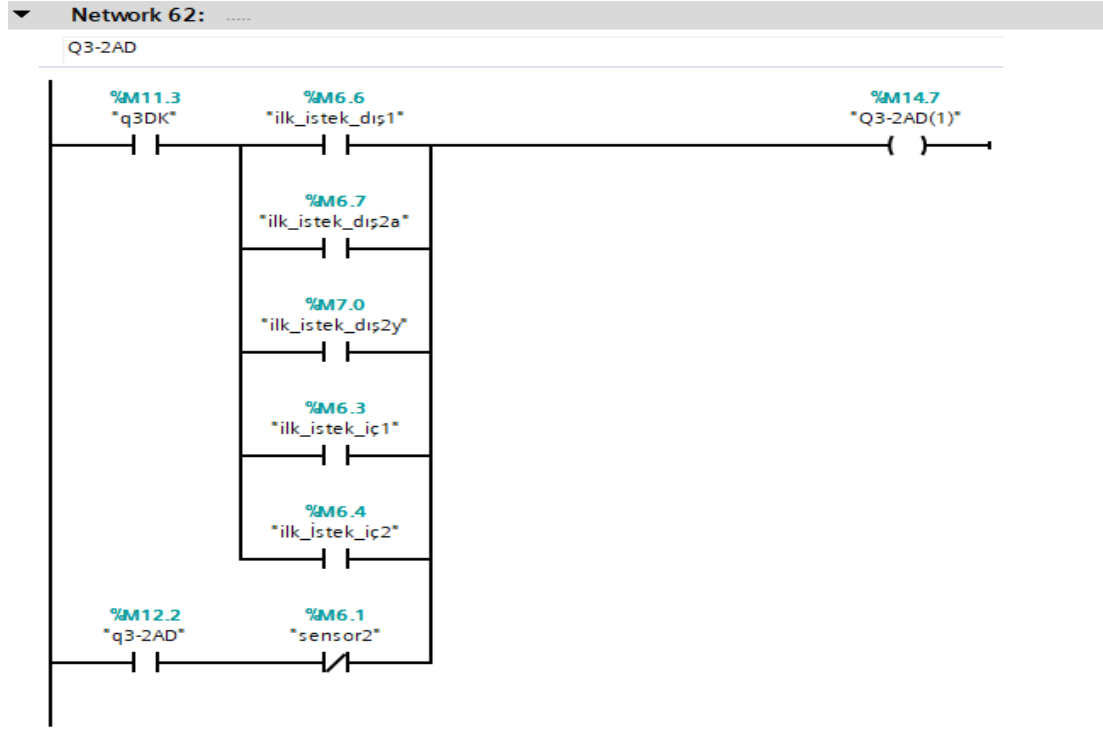 Network 62: .....
Q3-2AD
%M11.3 %M6.6 %M14.7
"q3DK" "ilk_istek_dış1" "Q3-2AD(1)"
%M6.7
"ilk_istek_dış2a"
%M7.0
"ilk_istek_dış2y"
%M6.3
"ilk_istek_iç1"
%M6.4
"ilk_İstek_iç2"
%M12.2 %M6.1
"q3-2AD" "sensor2"